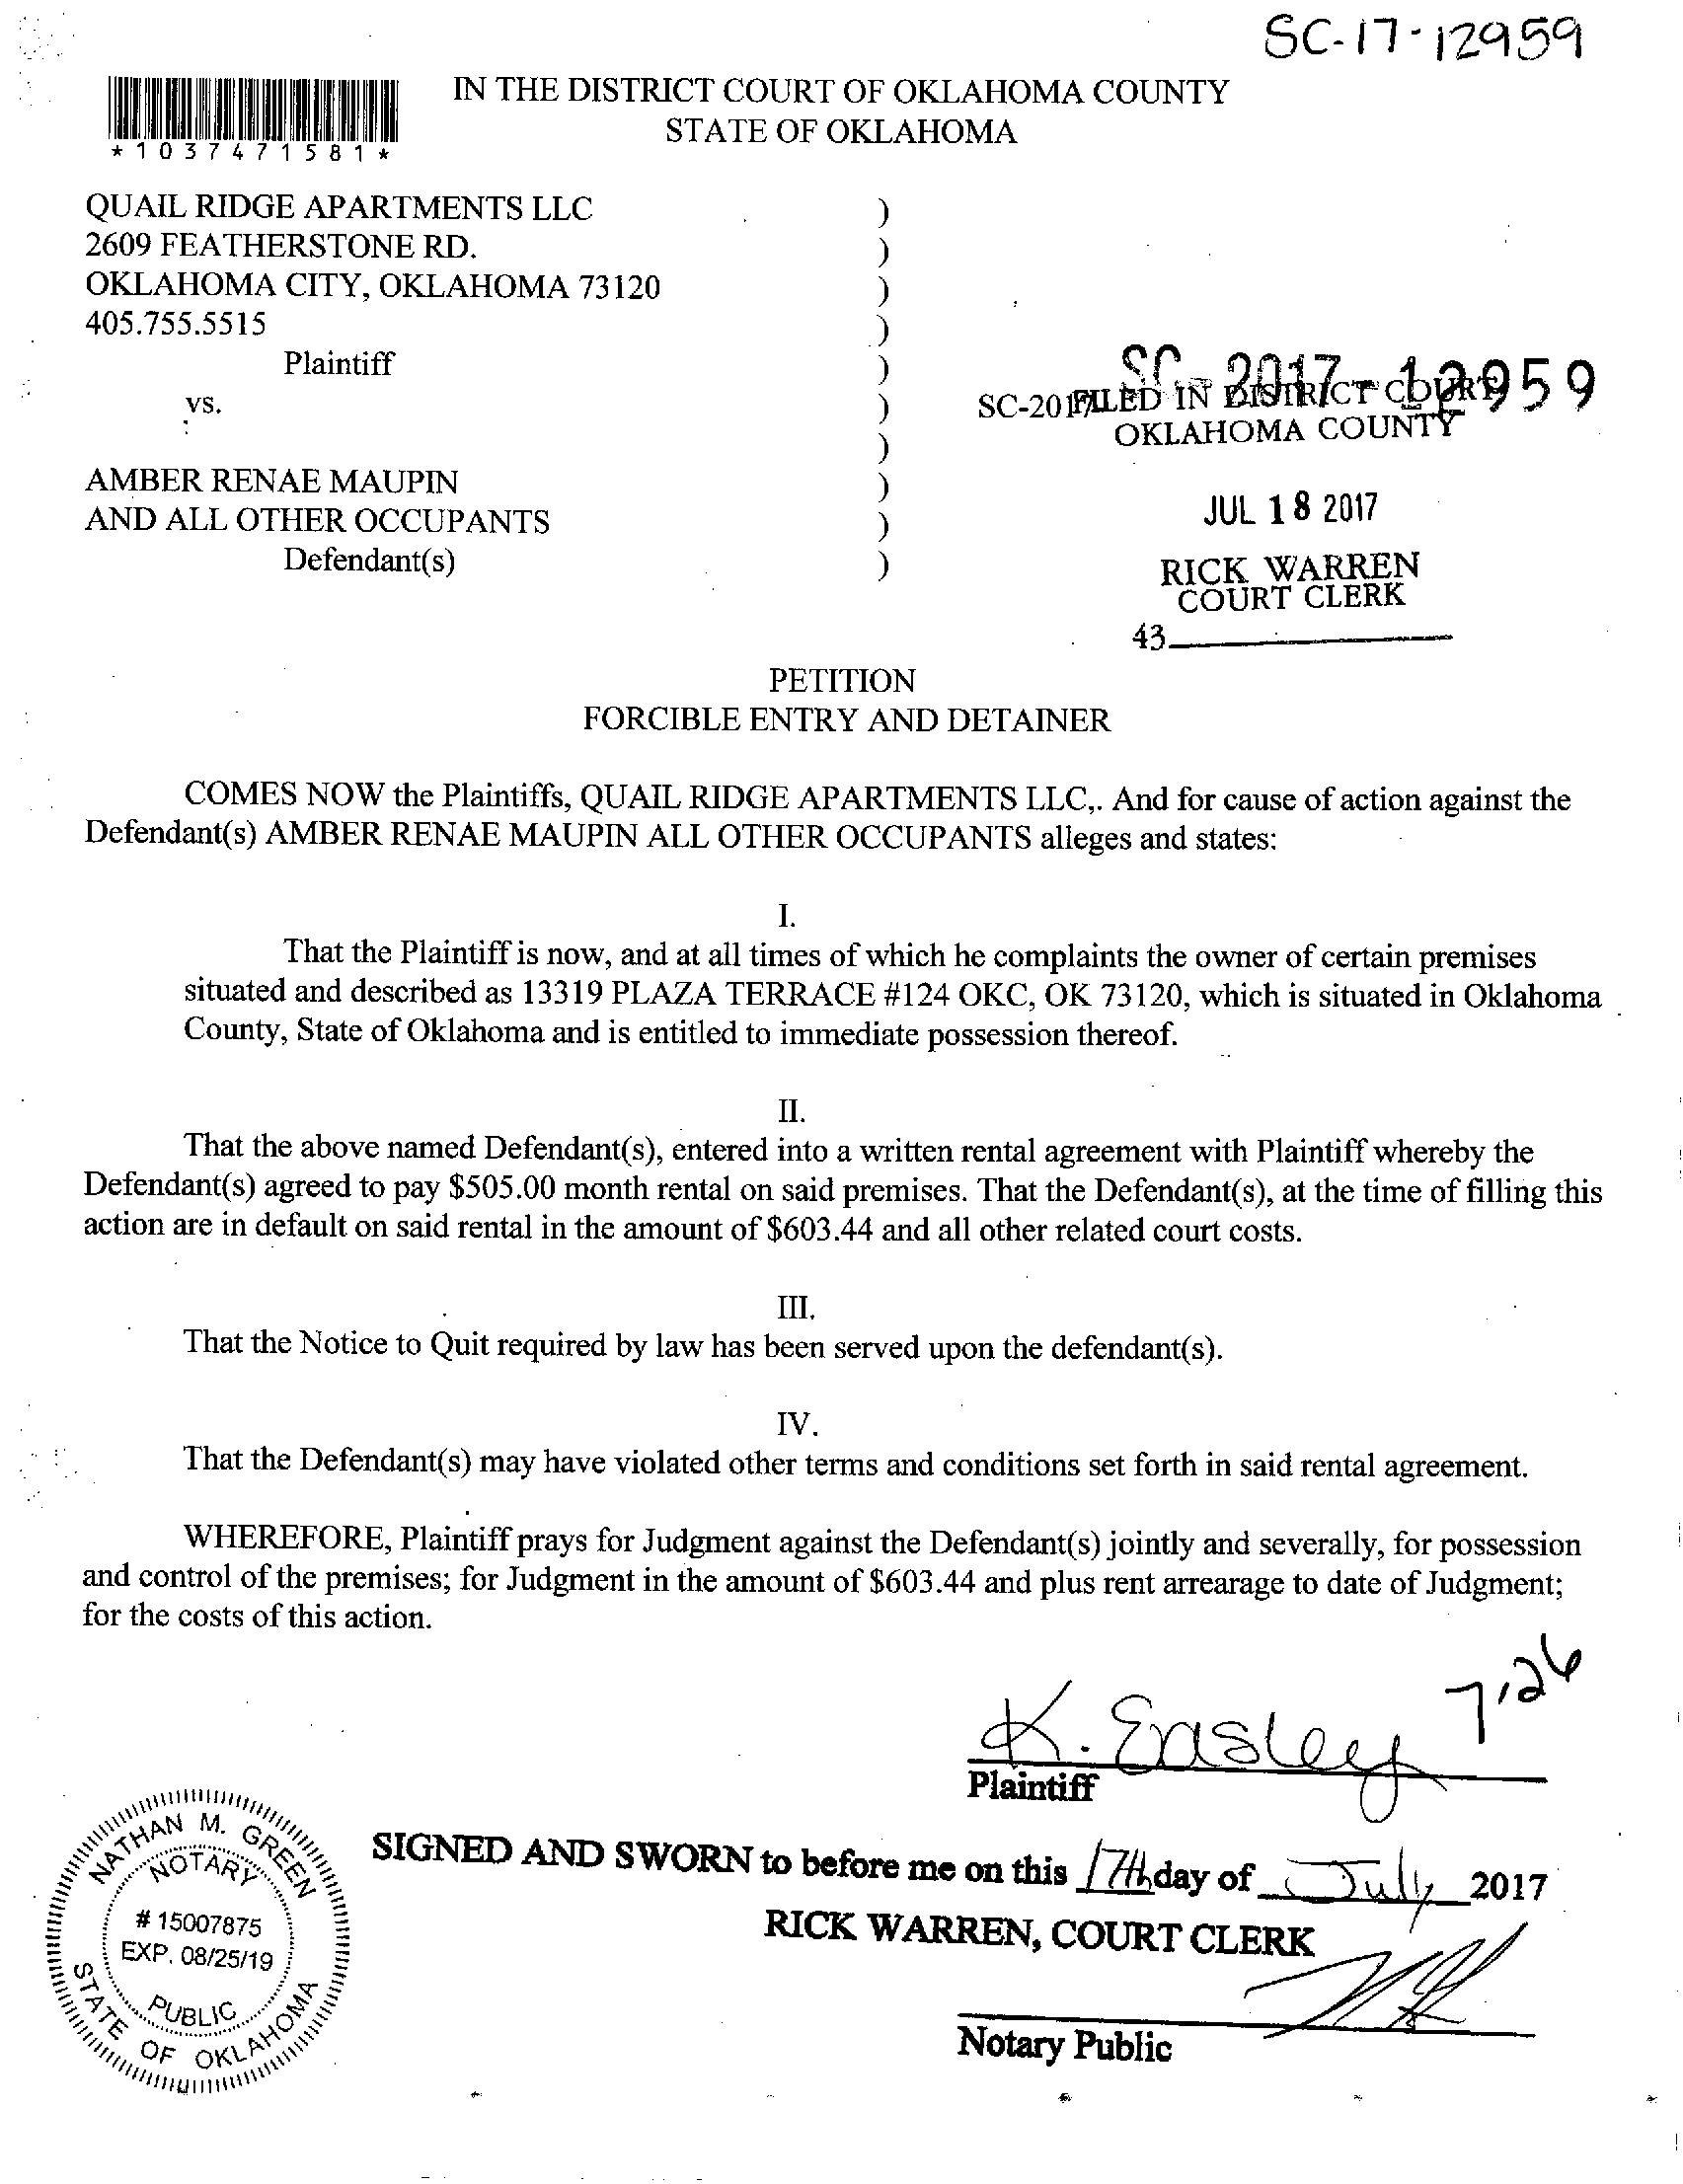 SC-17-12959
IN THE DISTRICT COURT OF OKLAHOMA COUNTY
STATE OF OKLAHOMA
*1037471581*
QUAIL RIDGE APARTMENTS LLC )
2609 FEATHERSTONE RD. )
OKLAHOMA CITY, OKLAHOMA 73120 )
405.755.5515 )
Plaintiff )
vs. )
SC-2017-12959
SC-2017
FILED IN DISTRICT COURT
OKLAHOMA COUNTY
)
AMBER RENAE MAUPIN )
AND ALL OTHER OCCUPANTS )
Defendant(s) )
JUL 18 2017
RICK WARREN
COURT CLERK
43
PETITION
FORCIBLE ENTRY AND DETAINER
COMES NOW the Plaintiffs, QUAIL RIDGE APARTMENTS LLC,. And for cause of action against the
Defendant(s) AMBER RENAE MAUPIN ALL OTHER OCCUPANTS alleges and states:
I.
That the Plaintiff is now, and at all times of which he complaints the owner of certain premises
situated and described as 13319 PLAZA TERRACE #124 OKC, OK 73120, which is situated in Oklahoma
County, State of Oklahoma and is entitled to immediate possession thereof.
II.
That the above named Defendant(s), entered into a written rental agreement with Plaintiff whereby the
Defendant(s) agreed to pay $505.00 month rental on said premises. That the Defendant(s), at the time of filling this
action are in default on said rental in the amount of $603.44 and all other related court costs.
III.
That the Notice to Quit required by law has been served upon the defendant(s).
IV.
That the Defendant(s) may have violated other terms and conditions set forth in said rental agreement.
WHEREFORE, Plaintiff prays for Judgment against the Defendant(s) jointly and severally, for possession
and control of the premises; for Judgment in the amount of $603.44 and plus rent arrearage to date of Judgment;
for the costs of this action.
K. Easley 7/26
Plaintiff
SIGNED AND SWORN to before me on this 17th day of July 2017
RICK WARREN, COURT CLERK
Notary Public
NATHAN M. GREEN
NOTARY
# 15007875
EXP. 08/25/19
PUBLIC
STATE OF OKLAHOMA